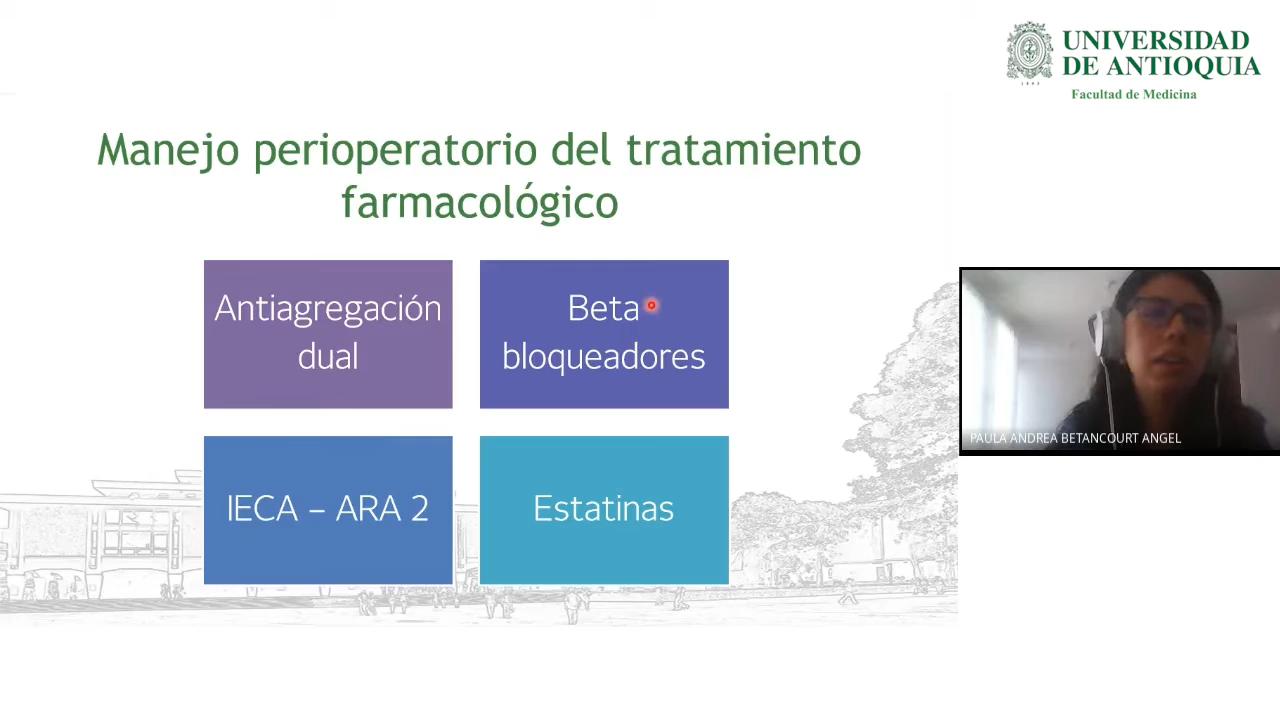 UNIVERSIDAD
DE ANTIOQUIA
1803
Facultad de Medicina
Manejo perioperatorio del tratamiento
farmacológico
Antiagregación
dual
Beta
bloqueadores
IECA – ARA 2
Estatinas
PAULA ANDREA BETANCOURT ANGEL